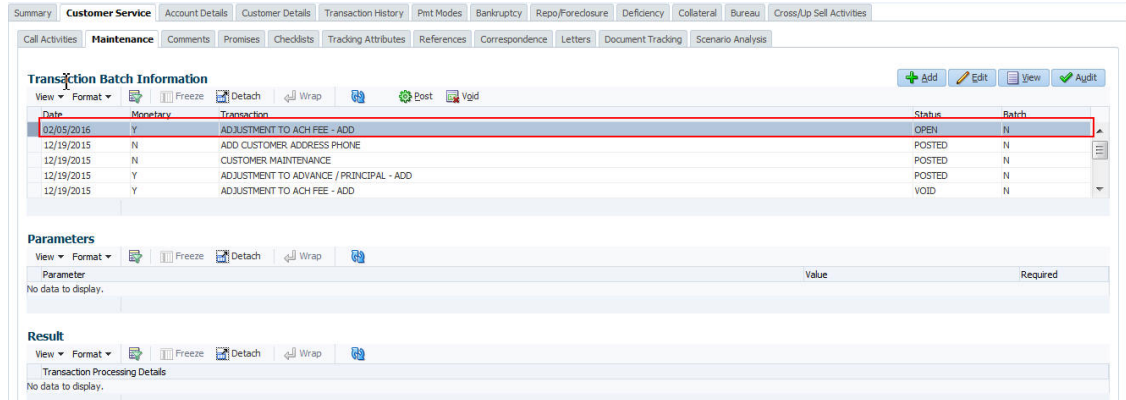 Summary Customer Service Account Details Customer Details Transaction History Pmt Modes Bankruptcy Repo/Foreclosure Deficiency Collateral Bureau Cross/Up Sell Activities
Call Activities Maintenance Comments Promises Checklists Tracking Attributes References Correspondence Letters Document Tracking Scenario Analysis
Transaction Batch Information Add Edit View Audit
View Format Freeze Detach Wrap Post Void
Date Monetary Transaction Status Batch
02/05/2016 Y ADJUSTMENT TO ACH FEE - ADD OPEN N
12/19/2015 N ADD CUSTOMER ADDRESS PHONE POSTED N
12/19/2015 N CUSTOMER MAINTENANCE POSTED N
12/19/2015 Y ADJUSTMENT TO ADVANCE / PRINCIPAL - ADD POSTED N
12/19/2015 Y ADJUSTMENT TO ACH FEE - ADD VOID N
Parameters
View Format Freeze Detach Wrap
Parameter Value Required
No data to display.
Result
View Format Freeze Detach Wrap
Transaction Processing Details
No data to display.